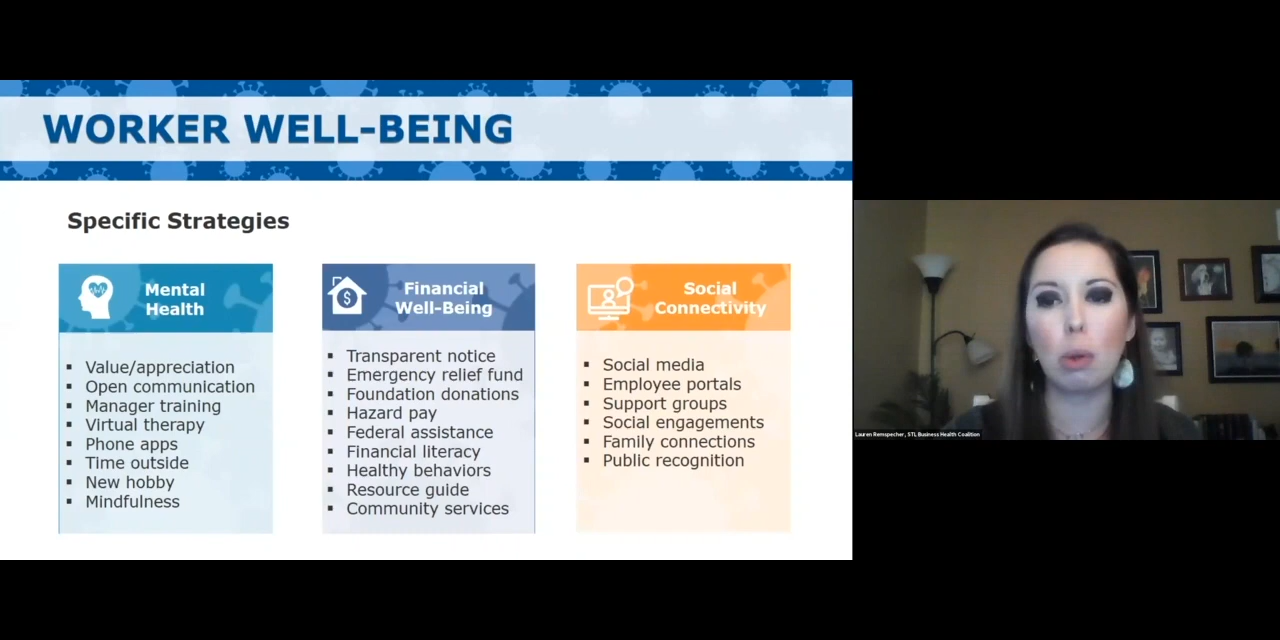 WORKER WELL-BEING
Specific Strategies
Mental
Health
Value/appreciation
Open communication
Manager training
Virtual therapy
Phone apps
Time outside
New hobby
Mindfulness
$
Financial
Well-Being
Transparent notice
Emergency relief fund
Foundation donations
Hazard pay
Federal assistance
Financial literacy
Healthy behaviors
Resource guide
Community services
Social
Connectivity
Social media
Employee portals
Support groups
Social engagements
Family connections
Public recognition
Lauren Remspecher, STL Business Health Coalition